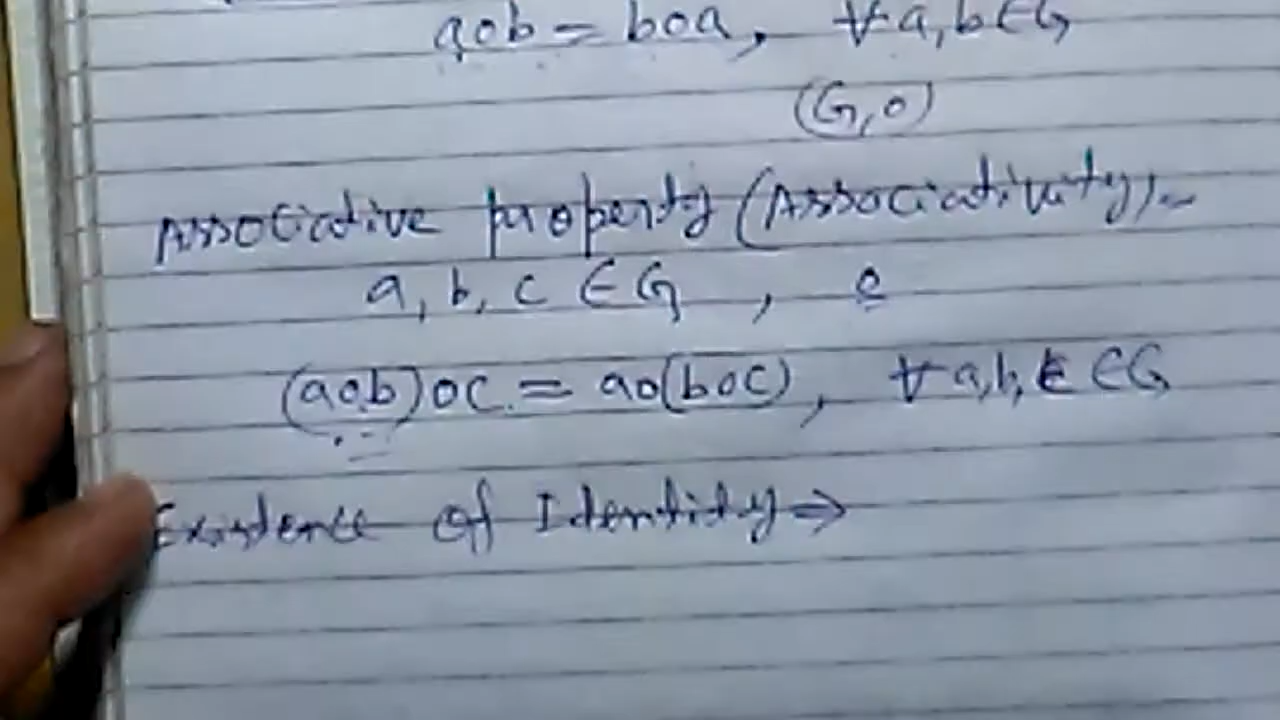 aob = boa, ∀ a, b ∈ G
(G, o)
Associative property (Associativity) -
a, b, c ∈ G , o
(aob)oc = ao(boc), ∀ a, b, c ∈ G
Existence of Identity ⇒